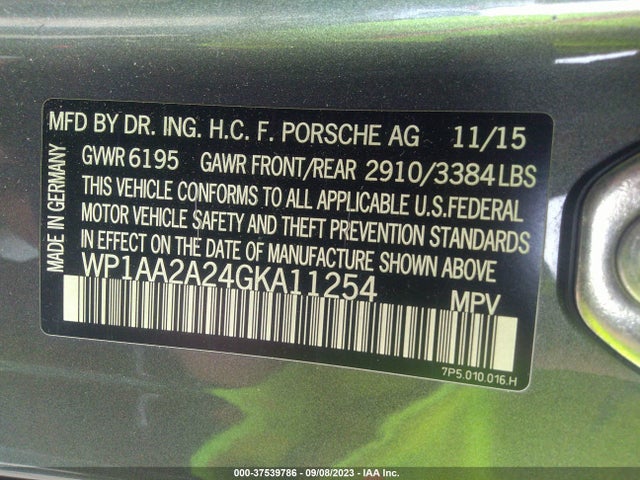 MFD BY DR. ING. H.C. F. PORSCHE AG 11/15
GVWR 6195 GAWR FRONT/REAR 2910/3384 LBS
THIS VEHICLE CONFORMS TO ALL APPLICABLE U.S.FEDERAL
MOTOR VEHICLE SAFETY AND THEFT PREVENTION STANDARDS
IN EFFECT ON THE DATE OF MANUFACTURE SHOWN ABOVE
WP1AA2A24GKA11254 MPV
MADE IN GERMANY
7P5.010.016.H
000-37539786 - 09/08/2023 - IAA Inc.